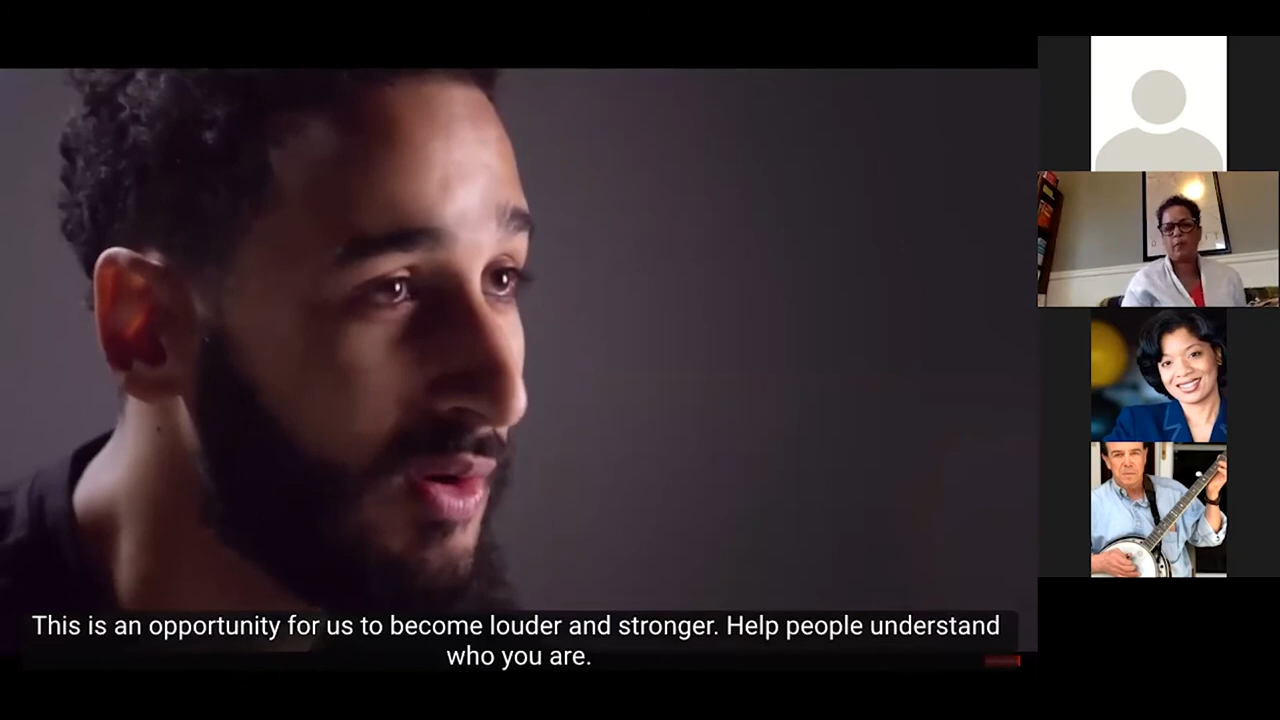 This is an opportunity for us to become louder and stronger. Help people understand
who you are.